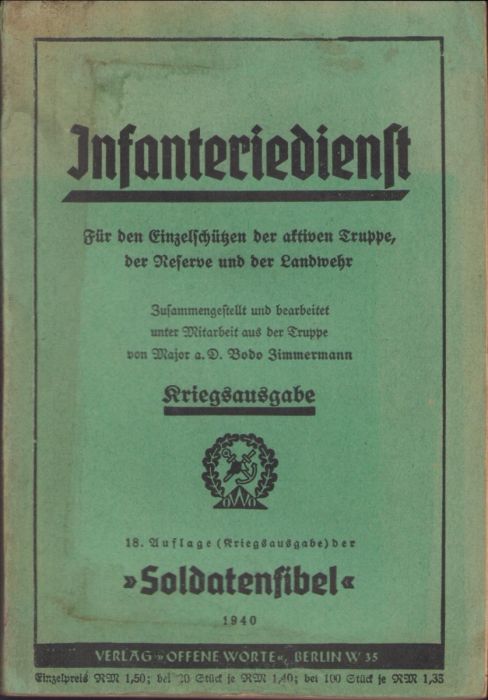 Infanteriedienst
Für den Einzelschützen der aktiven Truppe,
der Reserve und der Landwehr
Zusammengestellt und bearbeitet
unter Mitarbeit aus der Truppe
von Major a. D. Bodo Zimmermann
Kriegsausgabe
OWO
18. Auflage (Kriegsausgabe) der
»Soldatenfibel«
1940
VERLAG »OFFENE WORTE«, BERLIN W 35
Einzelpreis RM 1,50; bei 20 Stück je RM 1,40; bei 100 Stück je RM 1,35